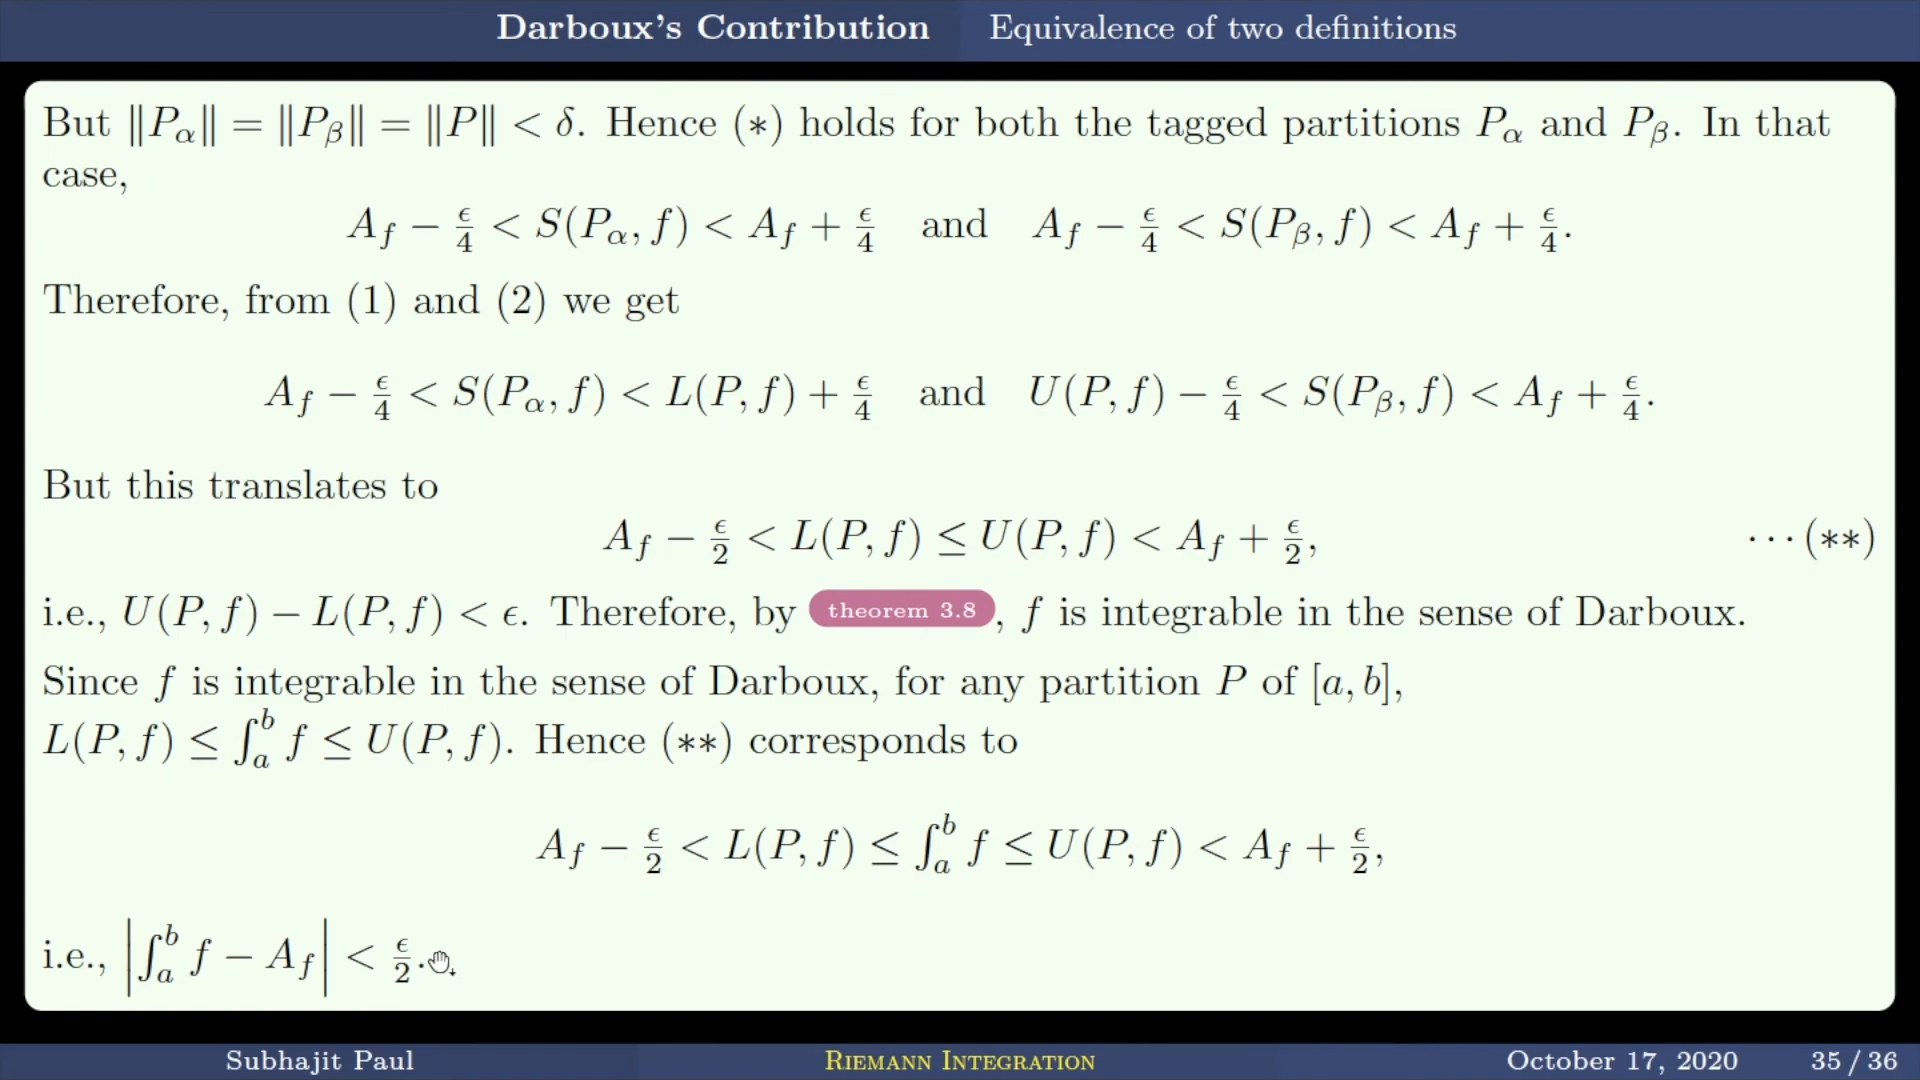 Darboux's Contribution Equivalence of two definitions
But ‖P_α‖ = ‖P_β‖ = ‖P‖ < δ. Hence (∗) holds for both the tagged partitions P_α and P_β. In that
case,
A_f − ϵ/4 < S(P_α, f) < A_f + ϵ/4 and A_f − ϵ/4 < S(P_β, f) < A_f + ϵ/4.
Therefore, from (1) and (2) we get
A_f − ϵ/4 < S(P_α, f) < L(P, f) + ϵ/4 and U(P, f) − ϵ/4 < S(P_β, f) < A_f + ϵ/4.
But this translates to
A_f − ϵ/2 < L(P, f) ≤ U(P, f) < A_f + ϵ/2, ⋯(∗∗)
i.e., U(P, f) − L(P, f) < ϵ. Therefore, by theorem 3.8, f is integrable in the sense of Darboux.
Since f is integrable in the sense of Darboux, for any partition P of [a, b],
L(P, f) ≤ ∫_a^b f ≤ U(P, f). Hence (∗∗) corresponds to
A_f − ϵ/2 < L(P, f) ≤ ∫_a^b f ≤ U(P, f) < A_f + ϵ/2,
i.e., |∫_a^b f − A_f| < ϵ/2.
Subhajit Paul RIEMANN INTEGRATION October 17, 2020 35 / 36